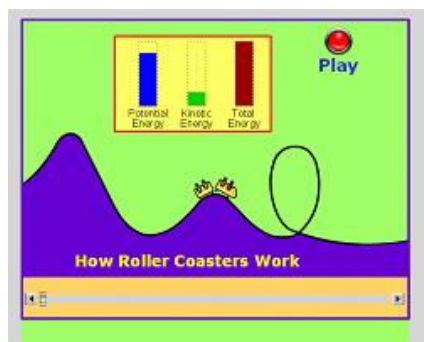 Play
Potential Energy
Kinetic Energy
Total Energy
How Roller Coasters Work